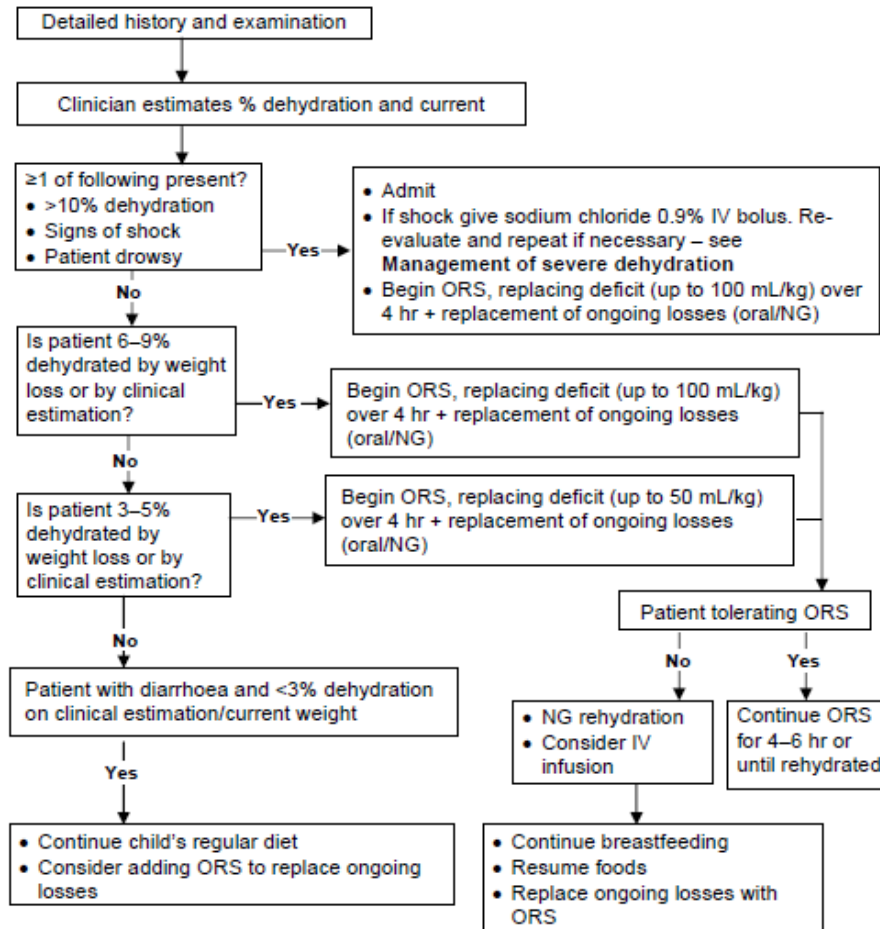 Detailed history and examination
Clinician estimates % dehydration and current
≥1 of following present?
• >10% dehydration
• Signs of shock
• Patient drowsy
Yes
• Admit
• If shock give sodium chloride 0.9% IV bolus. Re-
evaluate and repeat if necessary – see
Management of severe dehydration
• Begin ORS, replacing deficit (up to 100 mL/kg) over
4 hr + replacement of ongoing losses (oral/NG)
No
Is patient 6–9%
dehydrated by weight
loss or by clinical
estimation?
Yes
Begin ORS, replacing deficit (up to 100 mL/kg)
over 4 hr + replacement of ongoing losses
(oral/NG)
No
Is patient 3–5%
dehydrated by
weight loss or by
clinical estimation?
Yes
Begin ORS, replacing deficit (up to 50 mL/kg)
over 4 hr + replacement of ongoing losses
(oral/NG)
Patient tolerating ORS
No
Patient with diarrhoea and <3% dehydration
on clinical estimation/current weight
No
Yes
• NG rehydration
• Consider IV
infusion
Continue ORS
for 4–6 hr or
until rehydrated
Yes
• Continue child's regular diet
• Consider adding ORS to replace ongoing
losses
• Continue breastfeeding
• Resume foods
• Replace ongoing losses with
ORS